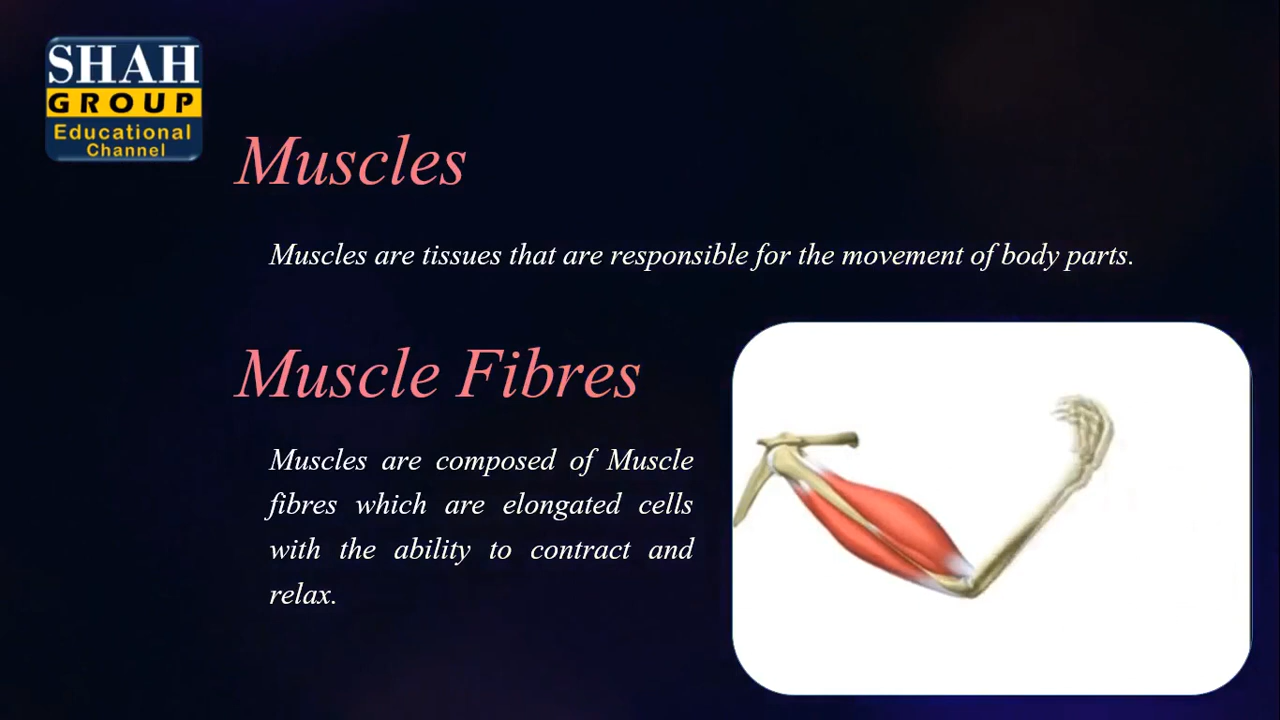 SHAH
GROUP
Educational
Channel
Muscles
Muscles are tissues that are responsible for the movement of body parts.
Muscle Fibres
Muscles are composed of Muscle
fibres which are elongated cells
with the ability to contract and
relax.